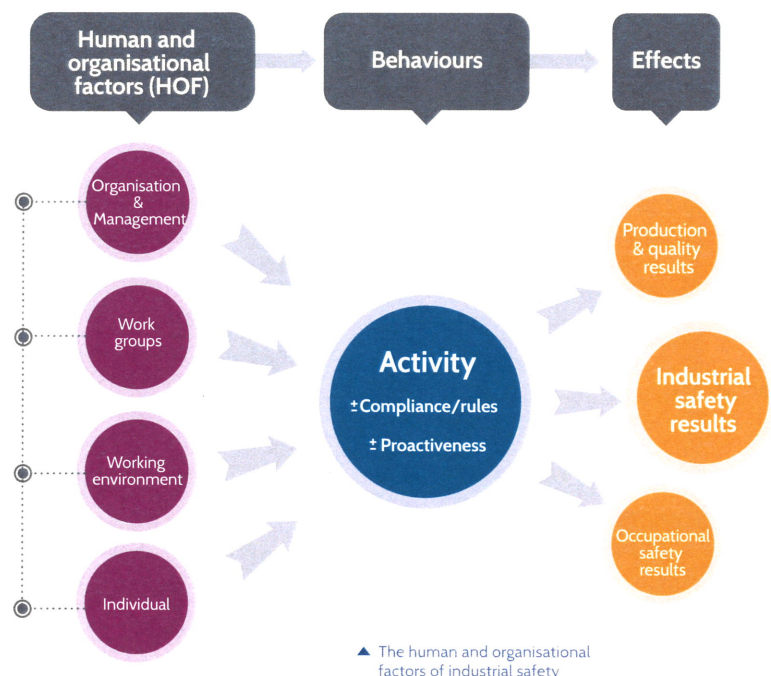 Human and
organisational
factors (HOF)
Behaviours
Effects
Organisation
&
Management
Work
groups
Working
environment
Individual
Activity
±Compliance/rules
± Proactiveness
Production
& quality
results
Industrial
safety
results
Occupational
safety
results
▲ The human and organisational
factors of industrial safety